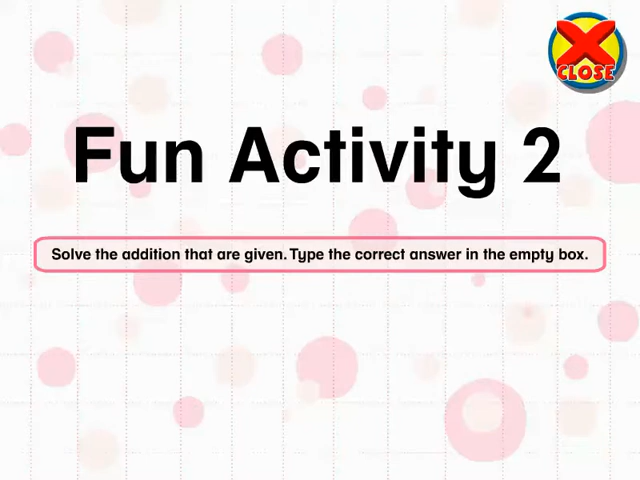 CLOSE
Fun Activity 2
Solve the addition that are given. Type the correct answer in the empty box.